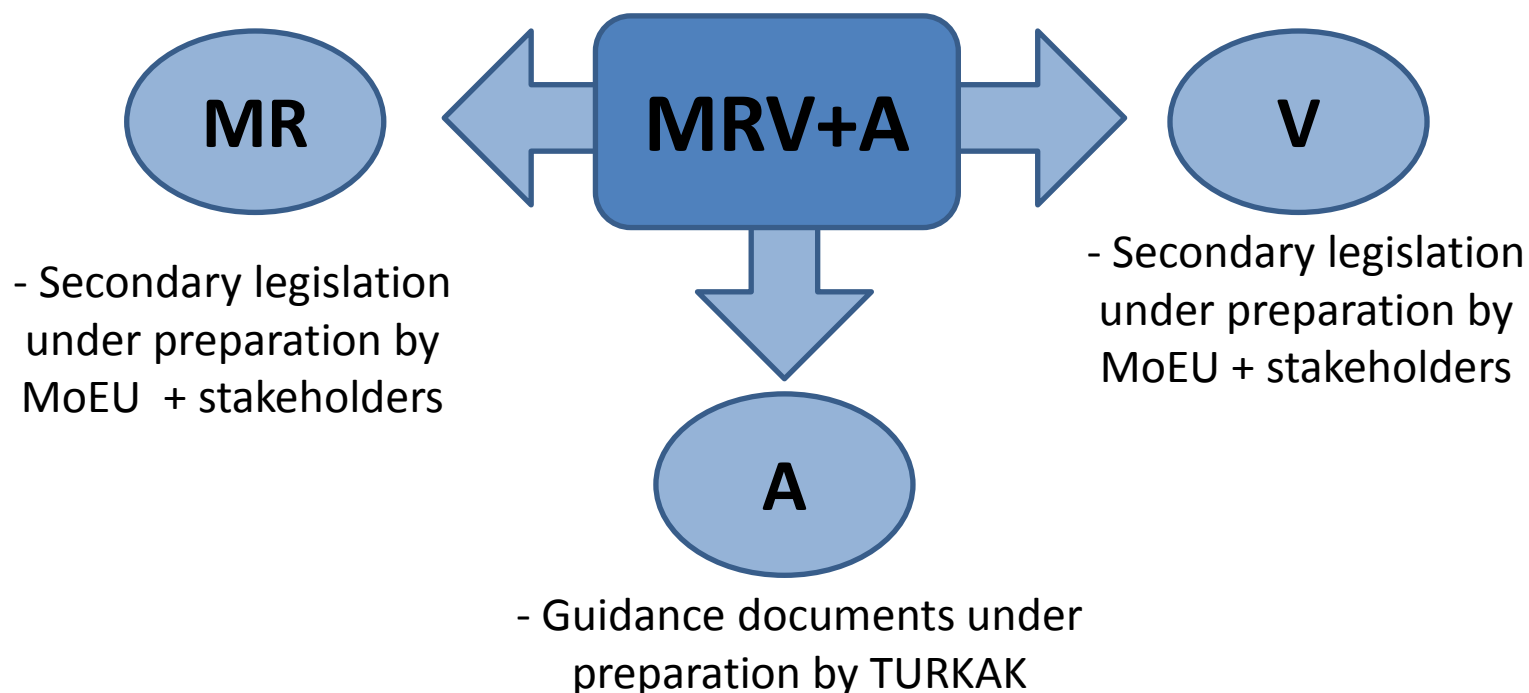 MR
MRV+A
V
- Secondary legislation
under preparation by
MoEU + stakeholders
- Secondary legislation
under preparation by
MoEU + stakeholders
A
- Guidance documents under
preparation by TURKAK